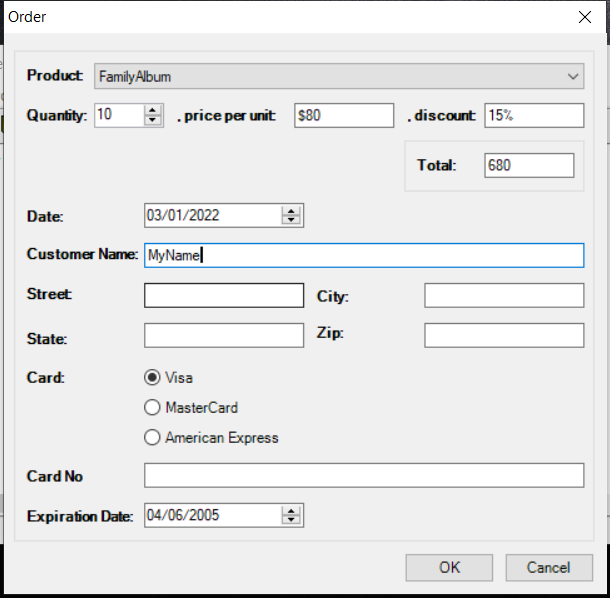 Order
Product: FamilyAlbum
Quantity: 10 , price per unit: $80 , discount: 15%
Total: 680
Date: 03/01/2022
Customer Name: MyName
Street: City:
State: Zip:
Card: Visa
MasterCard
American Express
Card No
Expiration Date: 04/06/2005
OK Cancel